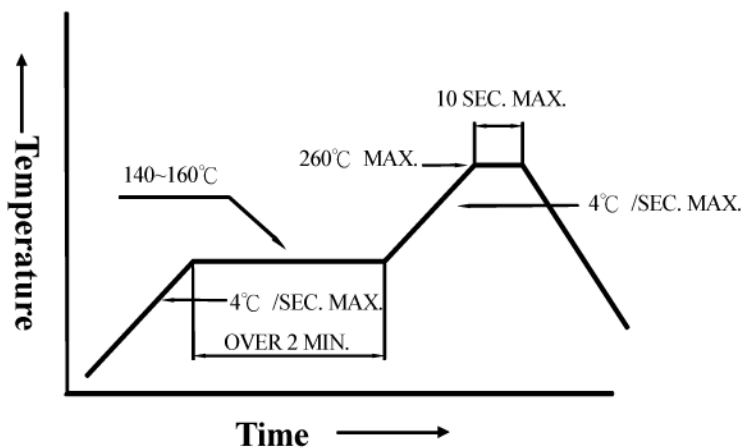 10 SEC. MAX.
260℃ MAX.
140~160℃
4℃ /SEC. MAX.
4℃ /SEC. MAX.
OVER 2 MIN.
Temperature
Time